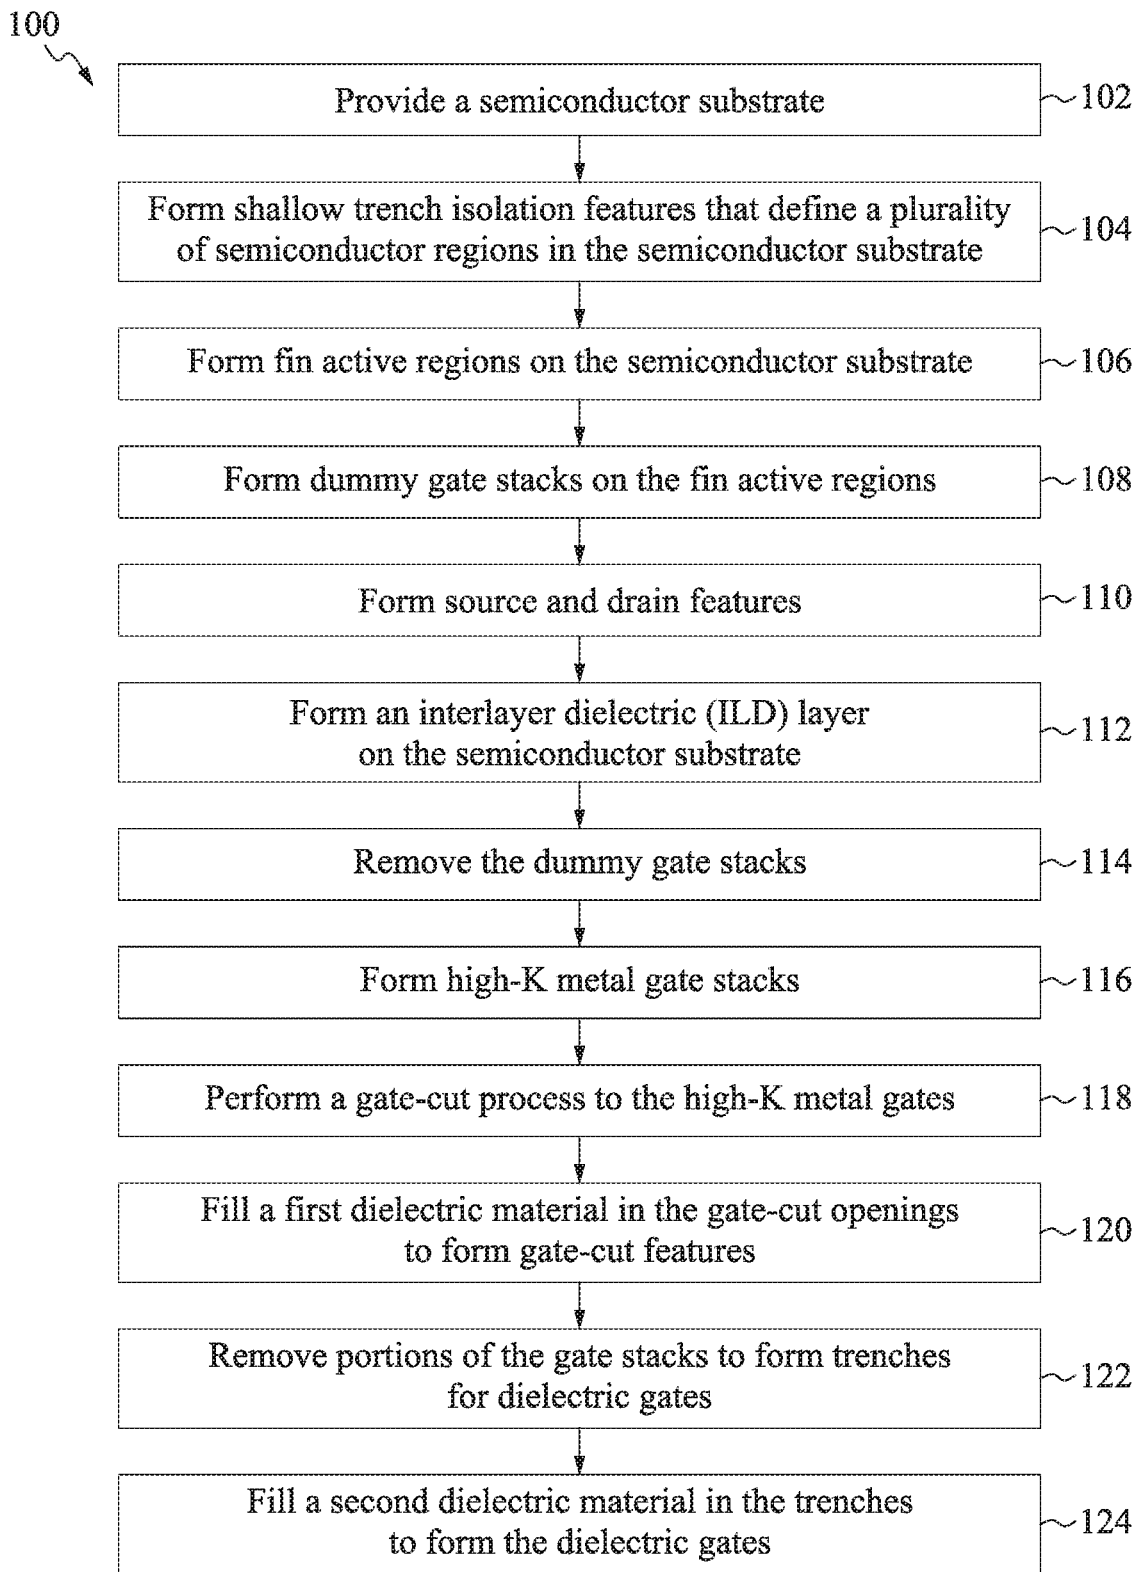 100
Provide a semiconductor substrate
102
Form shallow trench isolation features that define a plurality
of semiconductor regions in the semiconductor substrate
104
Form fin active regions on the semiconductor substrate
106
Form dummy gate stacks on the fin active regions
108
Form source and drain features
110
Form an interlayer dielectric (ILD) layer
on the semiconductor substrate
112
Remove the dummy gate stacks
114
Form high-K metal gate stacks
116
Perform a gate-cut process to the high-K metal gates
118
Fill a first dielectric material in the gate-cut openings
to form gate-cut features
120
Remove portions of the gate stacks to form trenches
for dielectric gates
122
Fill a second dielectric material in the trenches
to form the dielectric gates
124